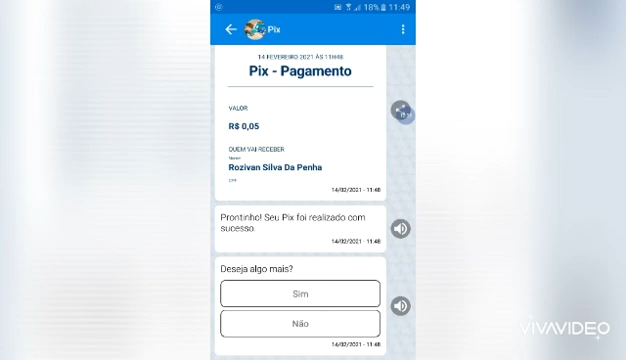 18% 11:49
Pix
14 FEVEREIRO 2021 ÀS 11H48
Pix - Pagamento
VALOR
R$ 0,05
QUEM VAI RECEBER
Nome
Rozivan Silva Da Penha
CPF
14/02/2021 - 11:48
Prontinho! Seu Pix foi realizado com
sucesso.
14/02/2021 - 11:48
Deseja algo mais?
Sim
Não
14/02/2021 - 11:48
VIVAVIDEO